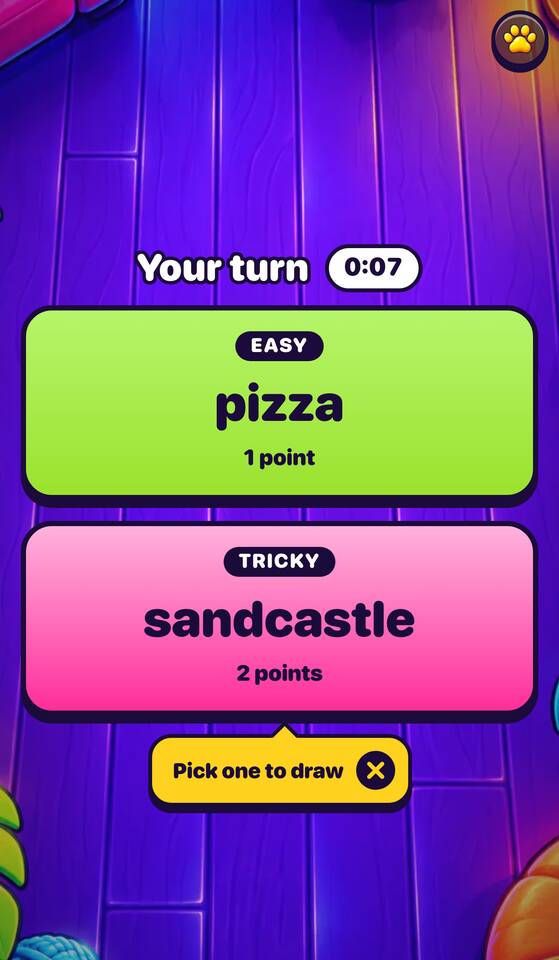 Your turn 0:07
EASY
pizza
1 point
TRICKY
sandcastle
2 points
Pick one to draw